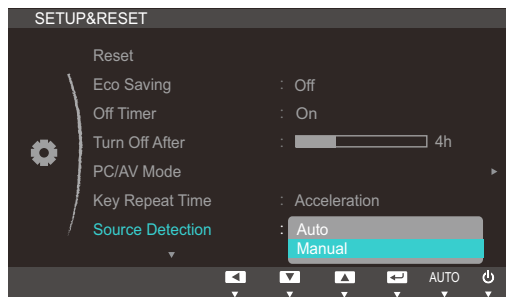 SETUP&RESET
Reset
Eco Saving : Off
Off Timer : On
Turn Off After : 4h
PC/AV Mode
Key Repeat Time : Acceleration
Source Detection : Auto
Manual
AUTO